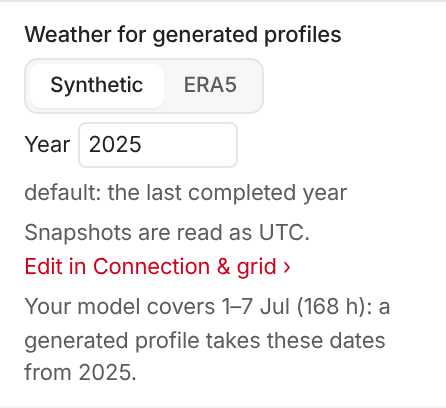 Weather for generated profiles
Synthetic ERA5
Year 2025
default: the last completed year
Snapshots are read as UTC.
Edit in Connection & grid ›
Your model covers 1–7 Jul (168 h): a
generated profile takes these dates
from 2025.